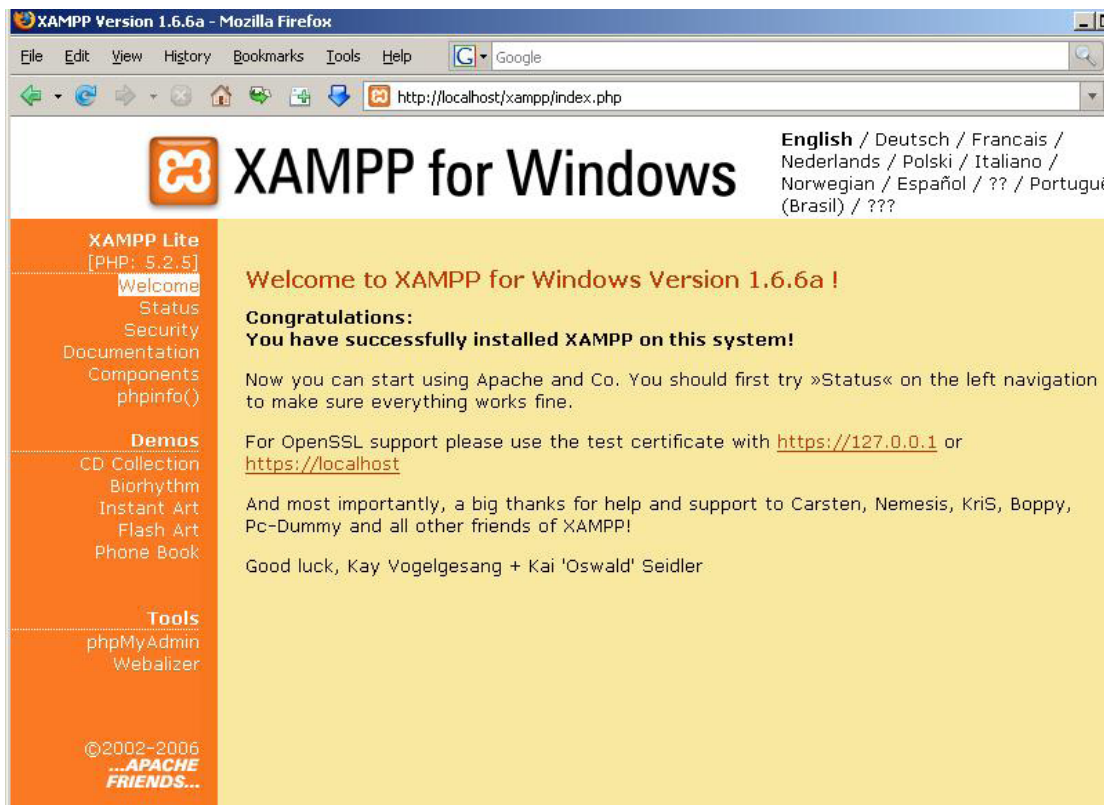 XAMPP Version 1.6.6a - Mozilla Firefox
File Edit View History Bookmarks Tools Help G Google
http://localhost/xampp/index.php
XAMPP for Windows
English / Deutsch / Francais /
Nederlands / Polski / Italiano /
Norwegian / Español / ?? / Portugu
(Brasil) / ???
XAMPP Lite
[PHP: 5.2.5]
Welcome
Status
Security
Documentation
Components
phpinfo()
Demos
CD Collection
Biorhythm
Instant Art
Flash Art
Phone Book
Tools
phpMyAdmin
Webalizer
©2002-2006
...APACHE
FRIENDS...
Welcome to XAMPP for Windows Version 1.6.6a !
Congratulations:
You have successfully installed XAMPP on this system!
Now you can start using Apache and Co. You should first try »Status« on the left navigation
to make sure everything works fine.
For OpenSSL support please use the test certificate with https://127.0.0.1 or
https://localhost
And most importantly, a big thanks for help and support to Carsten, Nemesis, KriS, Boppy,
Pc-Dummy and all other friends of XAMPP!
Good luck, Kay Vogelgesang + Kai 'Oswald' Seidler